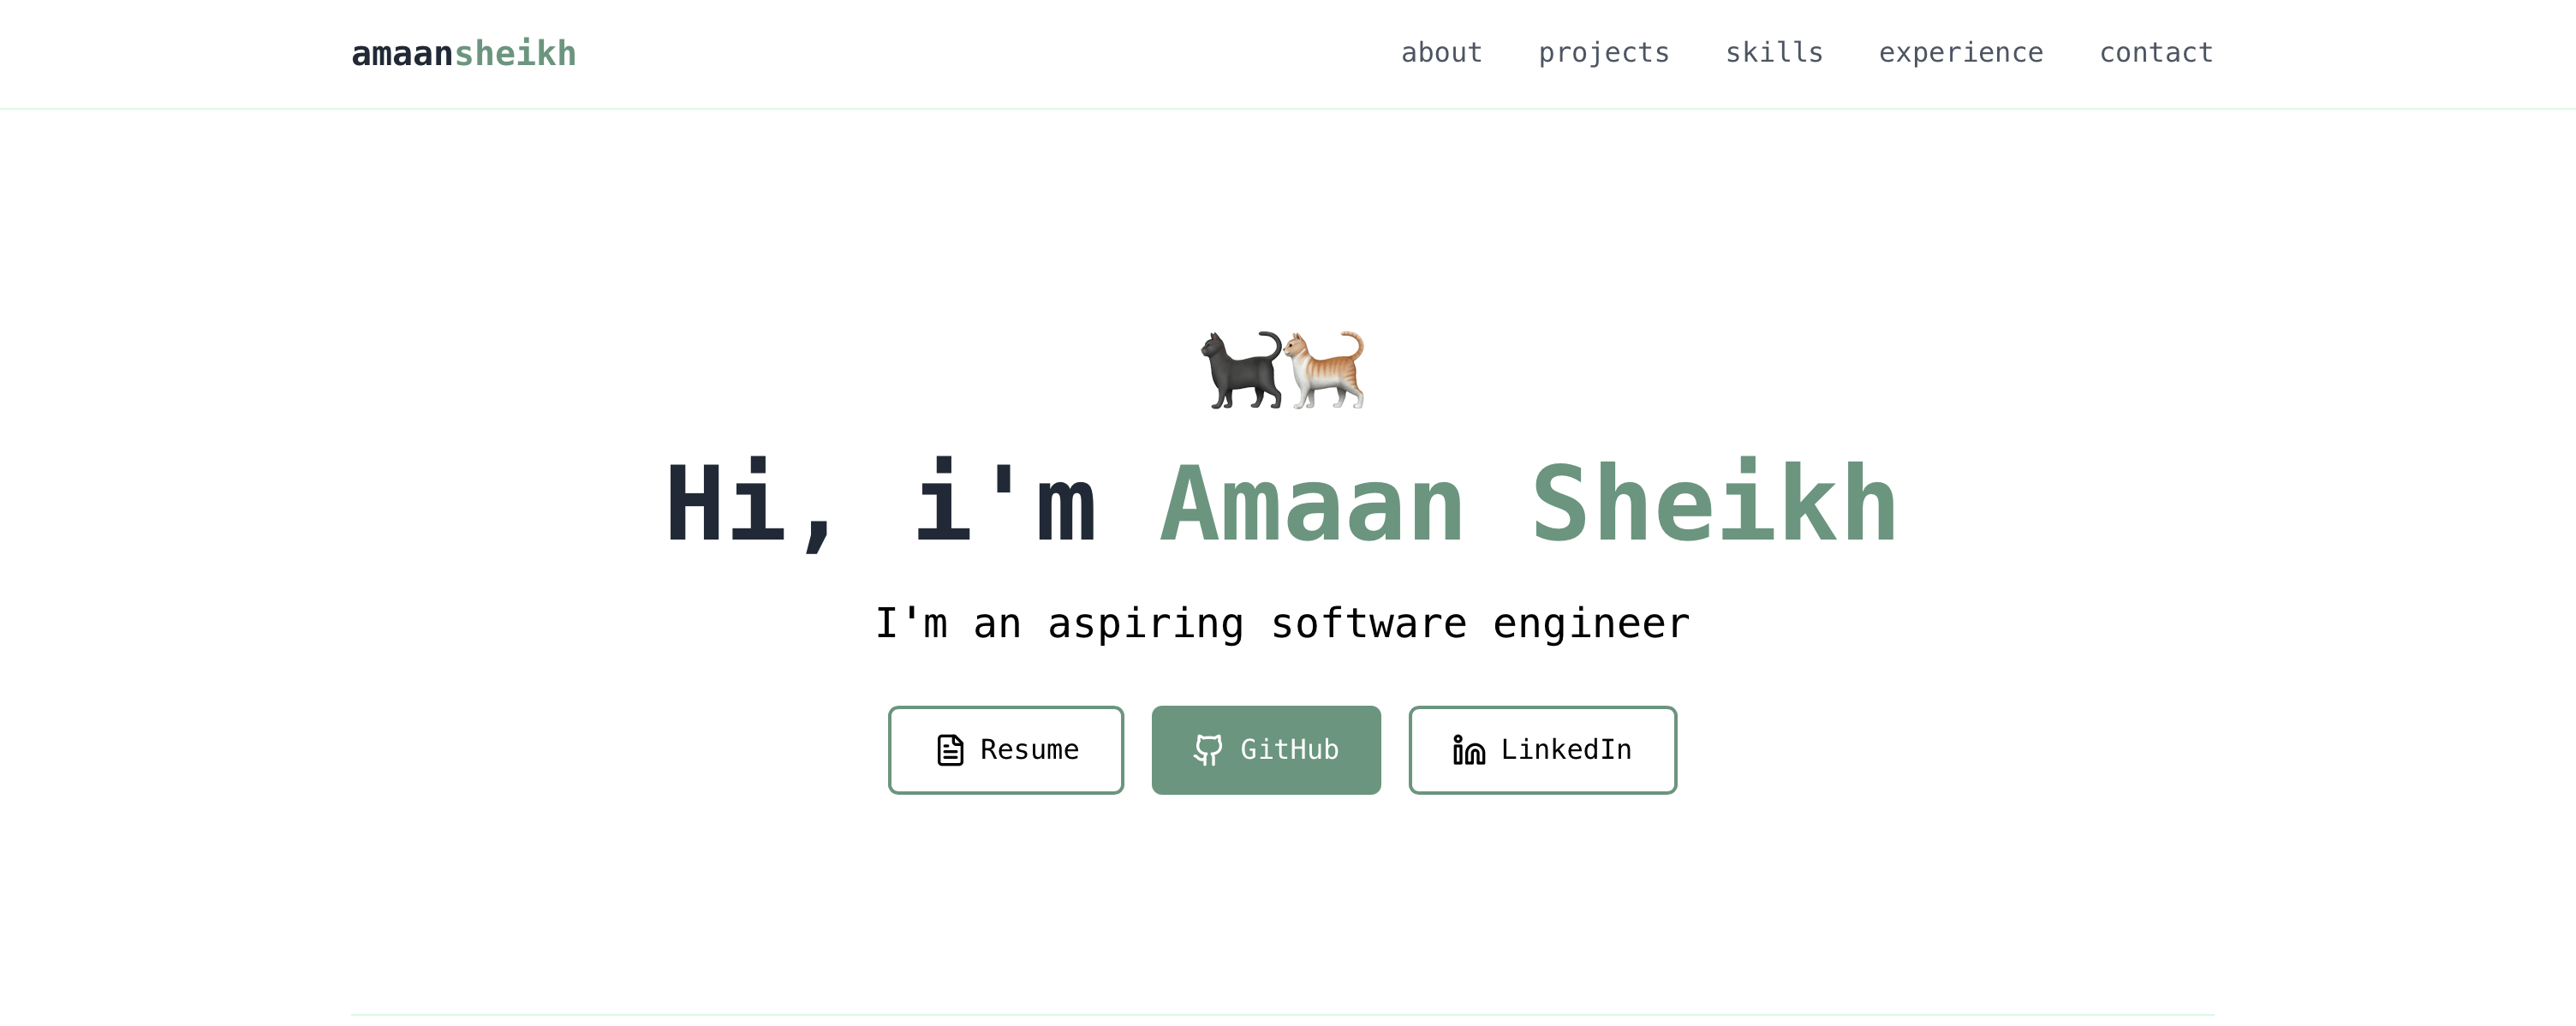 amaansheikh
about projects skills experience contact
Hi, i'm Amaan Sheikh
I'm an aspiring software engineer
Resume GitHub LinkedIn